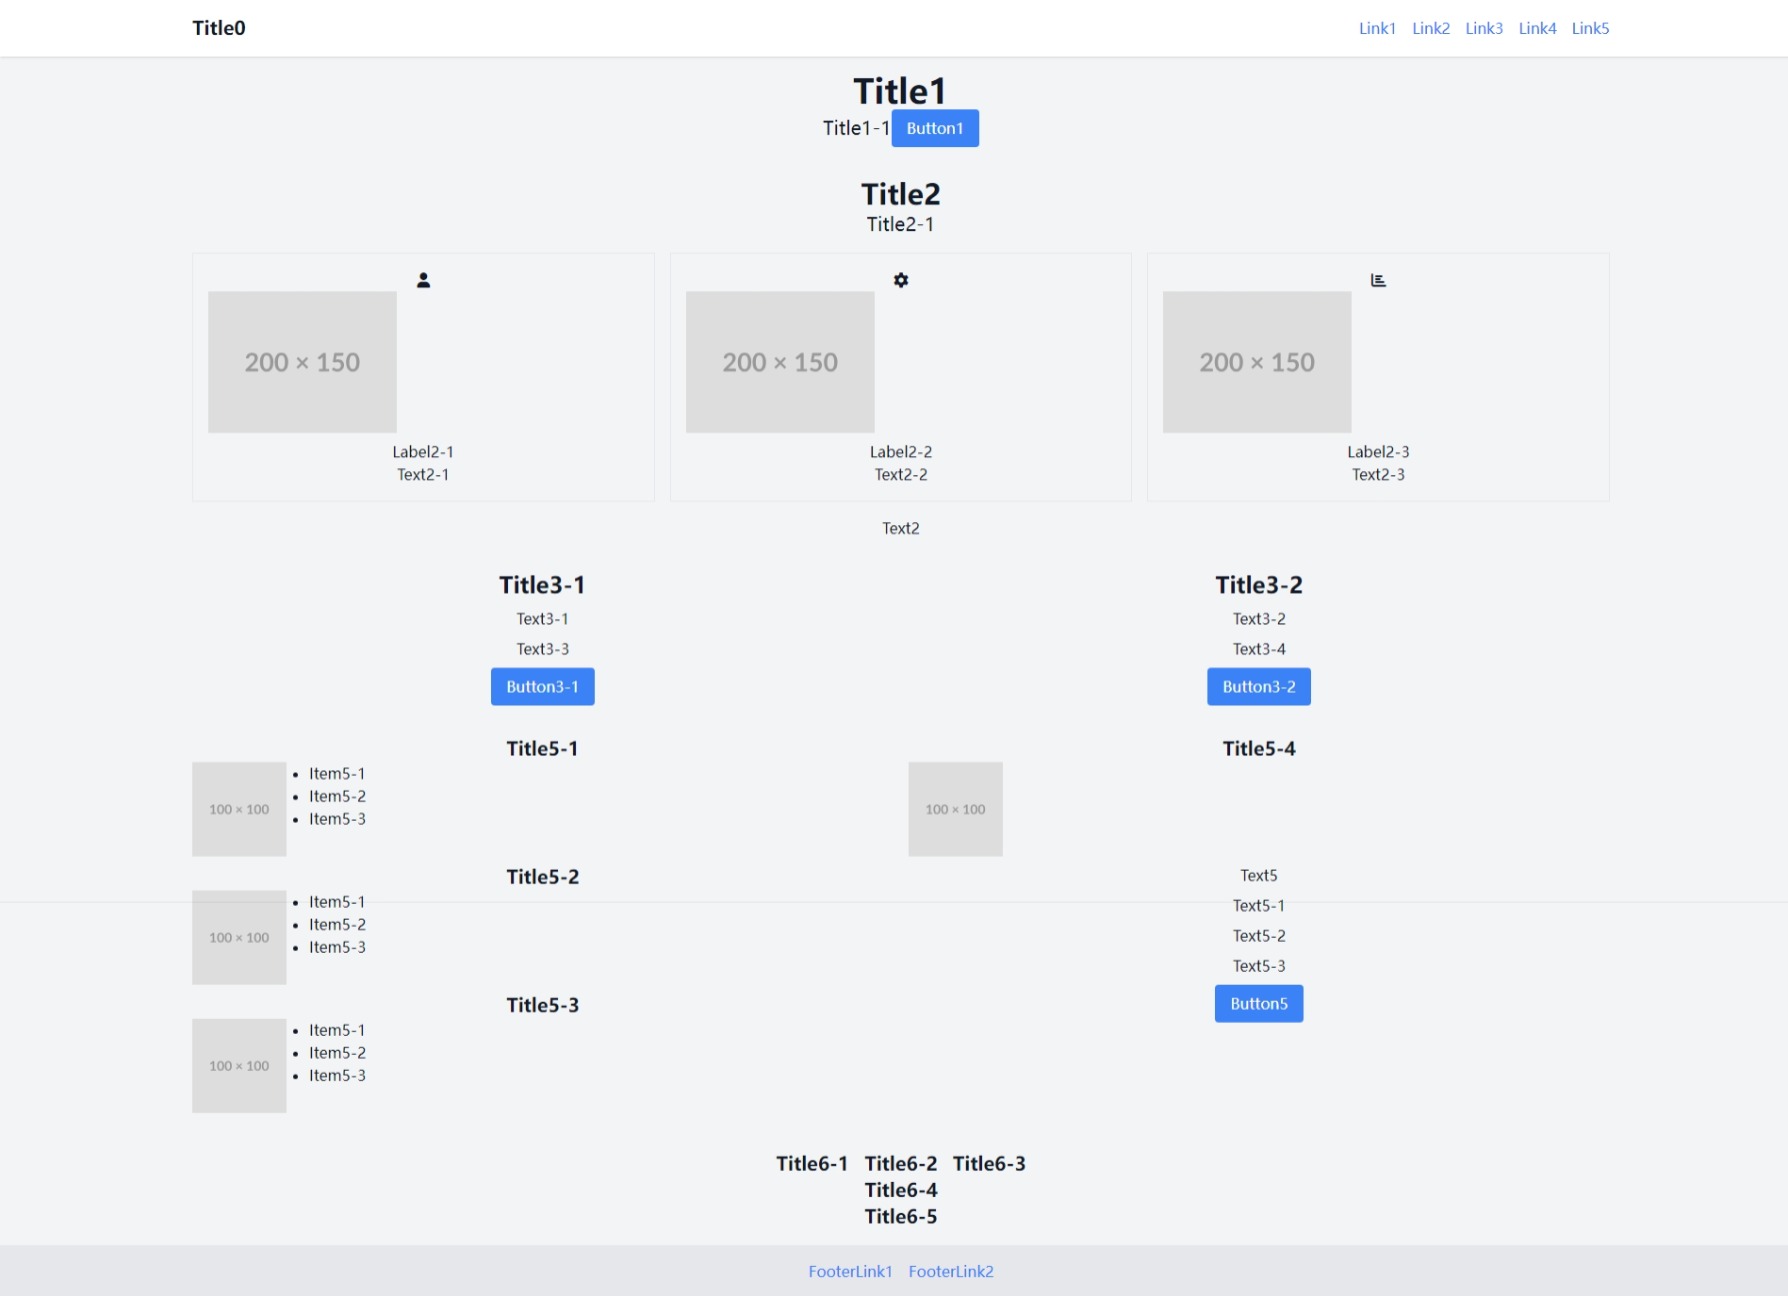 Title0
Link1 Link2 Link3 Link4 Link5
Title1
Title1-1 Button1
Title2
Title2-1
200 × 150
Label2-1
Text2-1
200 × 150
Label2-2
Text2-2
200 × 150
Label2-3
Text2-3
Text2
Title3-1
Text3-1
Text3-3
Button3-1
Title3-2
Text3-2
Text3-4
Button3-2
Title5-1
100 × 100
Item5-1
Item5-2
Item5-3
Title5-2
100 × 100
Item5-1
Item5-2
Item5-3
Title5-3
100 × 100
Item5-1
Item5-2
Item5-3
Title5-4
100 × 100
Text5
Text5-1
Text5-2
Text5-3
Button5
Title6-1 Title6-2 Title6-3
Title6-4
Title6-5
FooterLink1 FooterLink2